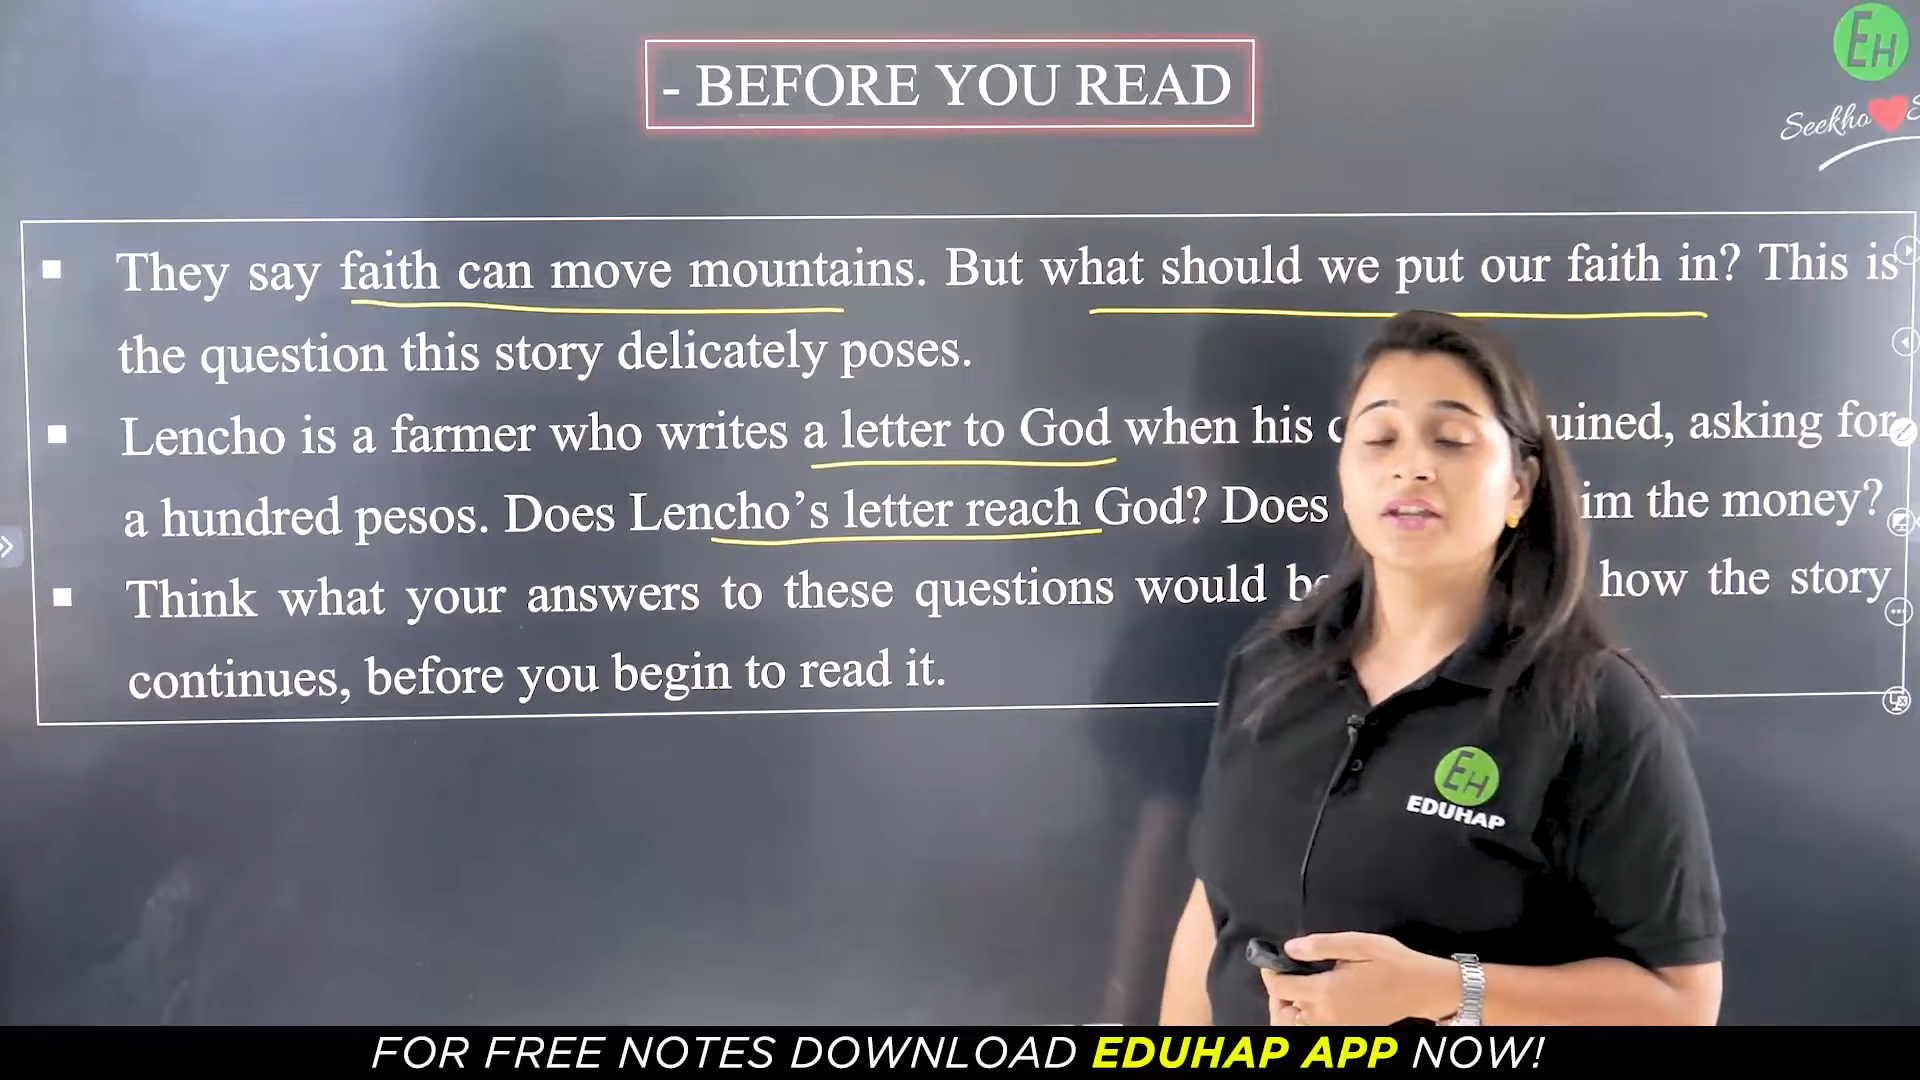 EH
Seekho
- BEFORE YOU READ
They say faith can move mountains. But what should we put our faith in? This is
the question this story delicately poses.
Lencho is a farmer who writes a letter to God when his uined, asking for
a hundred pesos. Does Lencho’s letter reach God? Does im the money?
Think what your answers to these questions would how the story
continues, before you begin to read it.
EH
EDUHAP
FOR FREE NOTES DOWNLOAD EDUHAP APP NOW!